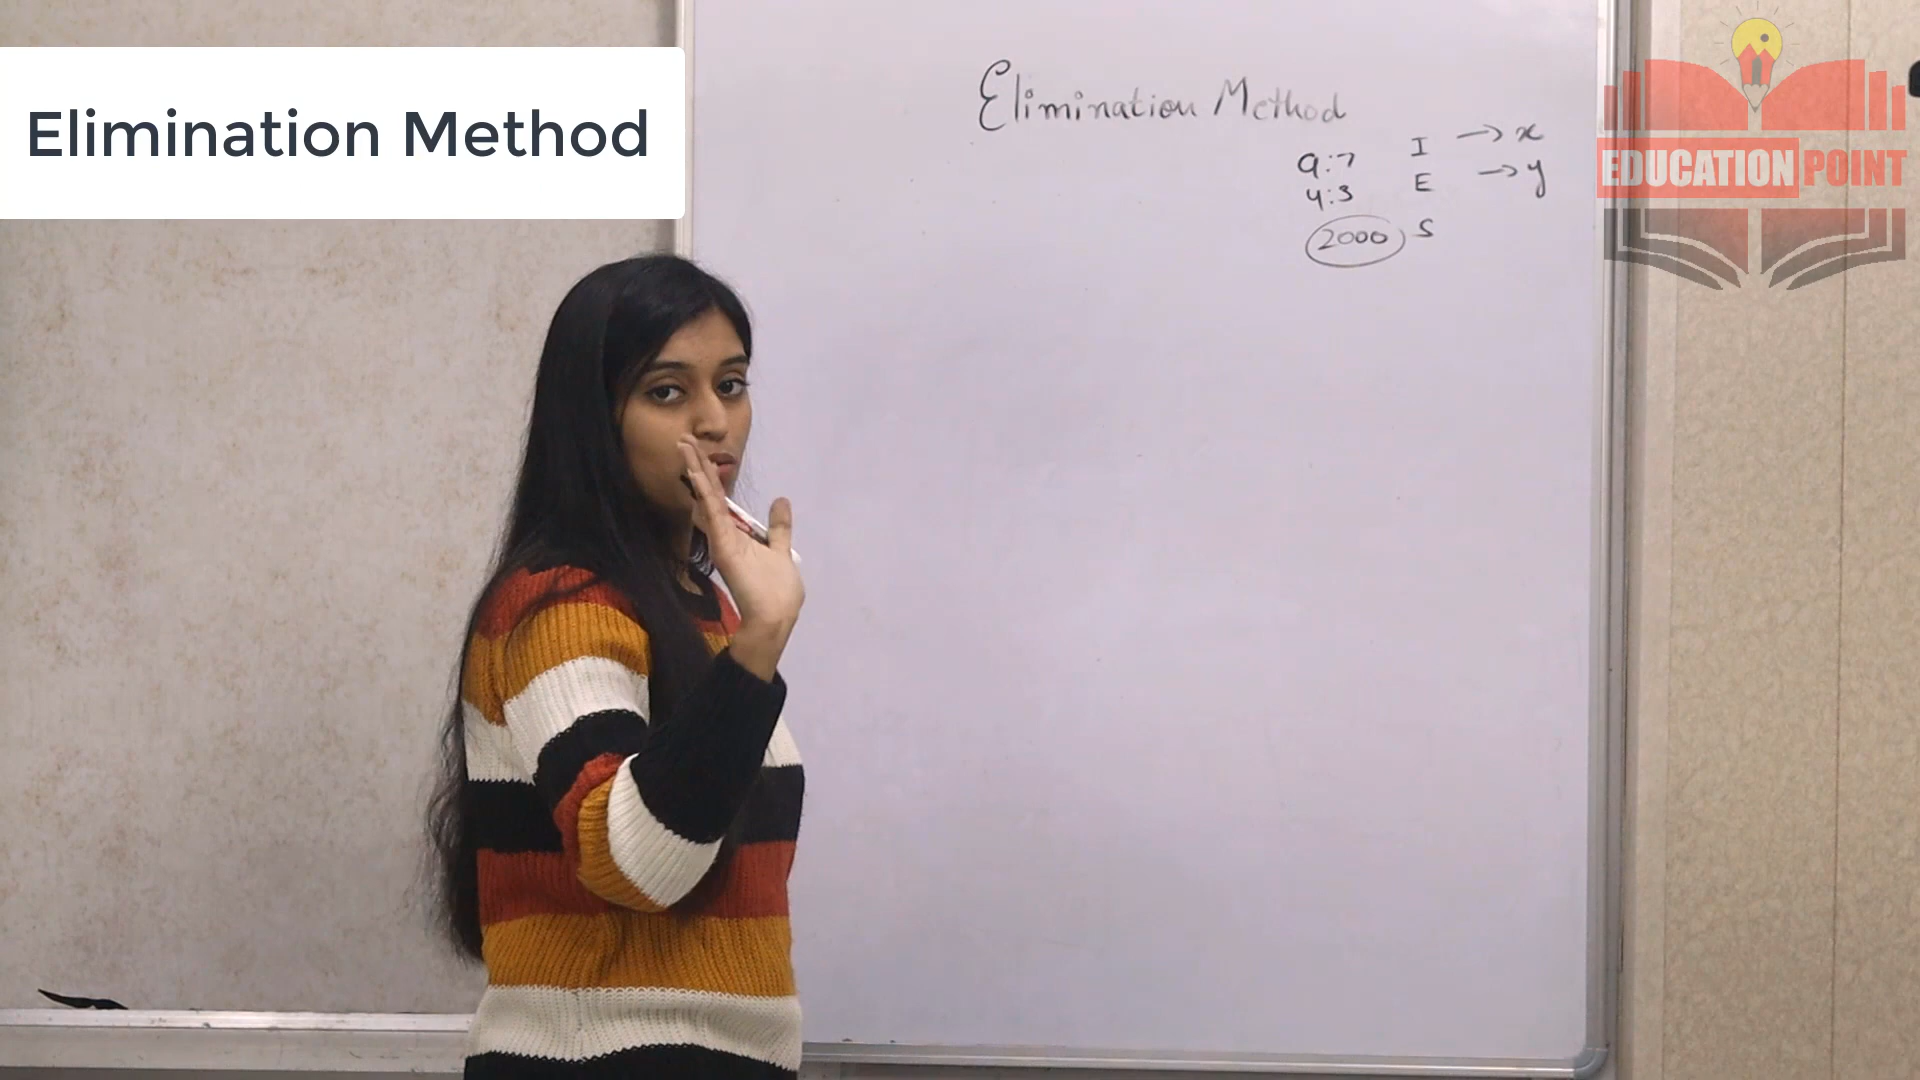 Elimination Method
Elimination Method
9:7 I → x
4:3 E → y
2000 S
EDUCATION POINT